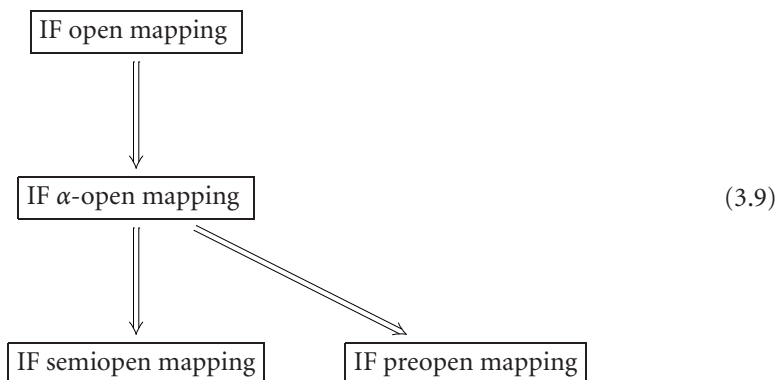 IF open mapping
IF α-open mapping
(3.9)
IF semiopen mapping
IF preopen mapping